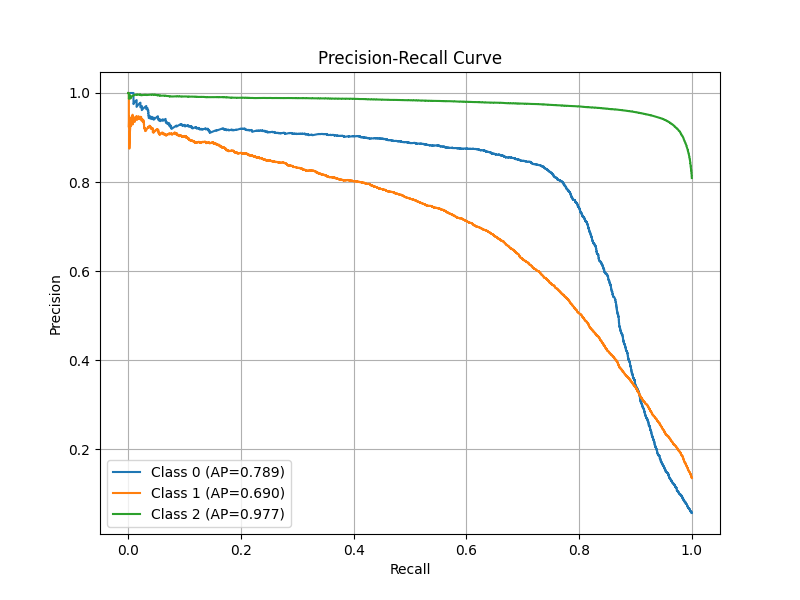 Precision-Recall Curve
Precision
1.0
0.8
0.6
0.4
0.2
Class 0 (AP=0.789)
Class 1 (AP=0.690)
Class 2 (AP=0.977)
0.0 0.2 0.4 0.6 0.8 1.0
Recall